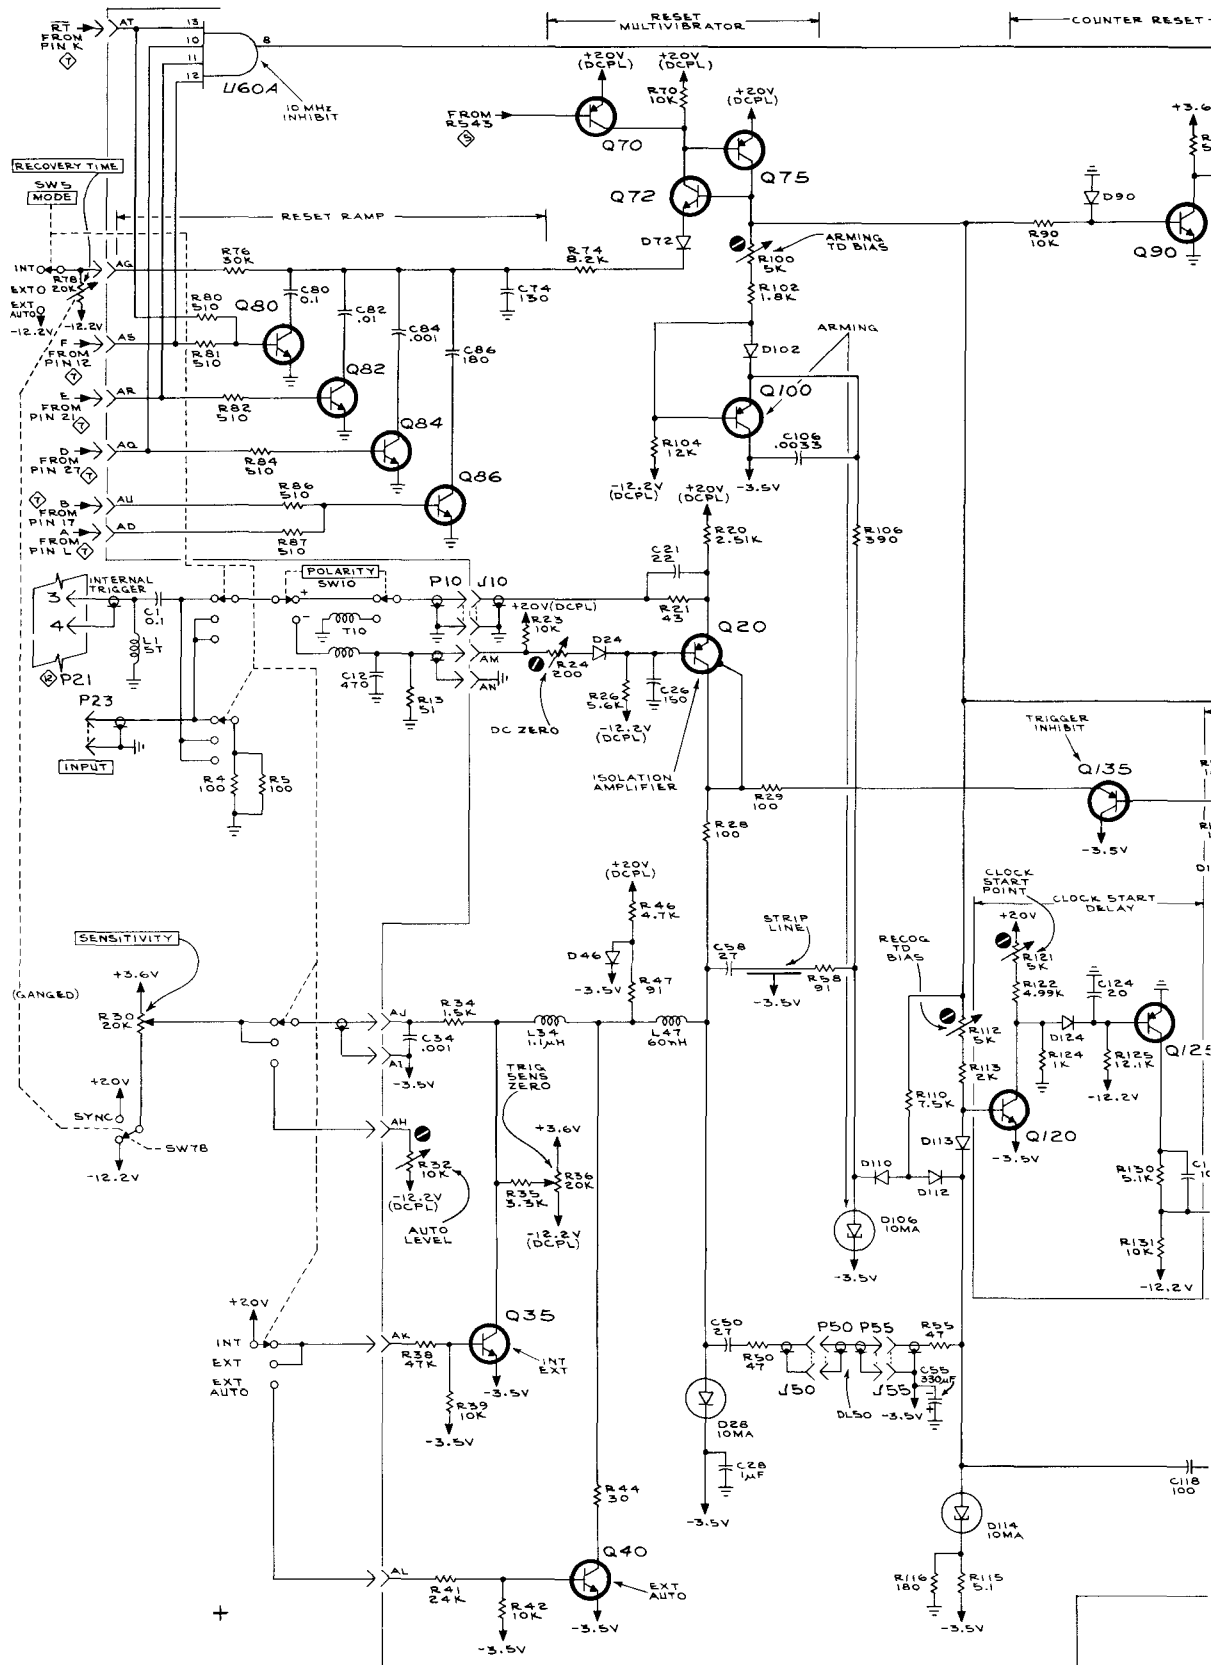 RESET
MULTIVIBRATOR
COUNTER RESET
RT
FROM
PIN K
7
AT
13
10
11
12
8
U60A
10 MHz
INHIBIT
+20V
(DCPL)
+20V
(DCPL)
+20V
(DCPL)
R70
10K
FROM
R543
5
Q70
Q75
Q72
+3.6
Q90
D90
R90
10K
RECOVERY TIME
SW5
MODE
RESET RAMP
D72
ARMING
TD BIAS
R100
5K
R102
1.8K
INT
EXT
EXT
AUTO
-12.2V
R78
20K
-12.2V
AG
R76
30K
R74
8.2K
C74
130
R80
510
Q80
C80
0.1
C82
.01
C84
.001
C86
180
F
FROM
PIN 12
7
AS
R81
510
Q82
E
FROM
PIN 21
7
AR
R82
510
Q84
D
FROM
PIN 27
7
AQ
R84
510
Q86
7
B
FROM
PIN 17
AU
R86
510
A
FROM
PIN L
7
AD
R87
510
ARMING
D102
Q100
C106
.0033
R104
12K
-12.2V
(DCPL)
-3.5V
+20V
(DCPL)
R20
2.51K
R106
390
C21
22
R21
43
INTERNAL
TRIGGER
3
4
C1
0.1
L1
5T
12
P21
POLARITY
SW10
+
-
T10
P10
J10
+20V(DCPL)
R23
10K
D24
Q20
R24
200
AM
AN
C12
470
R13
51
R26
5.6K
C26
150
-12.2V
(DCPL)
DC ZERO
P23
INPUT
R4
100
R5
100
ISOLATION
AMPLIFIER
R29
100
R28
100
TRIGGER
INHIBIT
Q135
-3.5V
CLOCK
START
POINT
CLOCK START
DELAY
+20V
(DCPL)
R46
4.7K
STRIP
LINE
SENSITIVITY
+3.6V
(GANGED)
R30
20K
D46
-3.5V
R47
91
C58
27
R58
91
-3.5V
RECOG
TD
BIAS
+20V
R121
5K
R122
4.99K
C124
20
R112
5K
D124
R124
1K
R125
12.1K
Q125
-12.2V
AJ
R34
1.5K
C34
.001
AI
-3.5V
L34
1.1µH
L47
60nH
TRIG
SENS
ZERO
R113
2K
R110
7.5K
D113
Q120
-3.5V
+20V
SYNC
SW7B
-12.2V
AH
R32
10K
-12.2V
(DCPL)
AUTO
LEVEL
+3.6V
R36
20K
R35
3.3K
-12.2V
(DCPL)
D110
D112
R130
5.1K
R131
10K
-12.2V
D106
10MA
-3.5V
+20V
INT
EXT
EXT
AUTO
AK
R38
47K
Q35
INT
EXT
R39
10K
-3.5V
-3.5V
C50
27
R50
47
P50
P55
J50
DL50
J55
R55
47
C55
330µF
-
+
-3.5V
D28
10MA
C28
1µF
-3.5V
C118
100
R44
30
D114
10MA
R116
180
R115
5.1
-3.5V
AL
R41
24K
R42
10K
-3.5V
Q40
EXT
AUTO
-3.5V